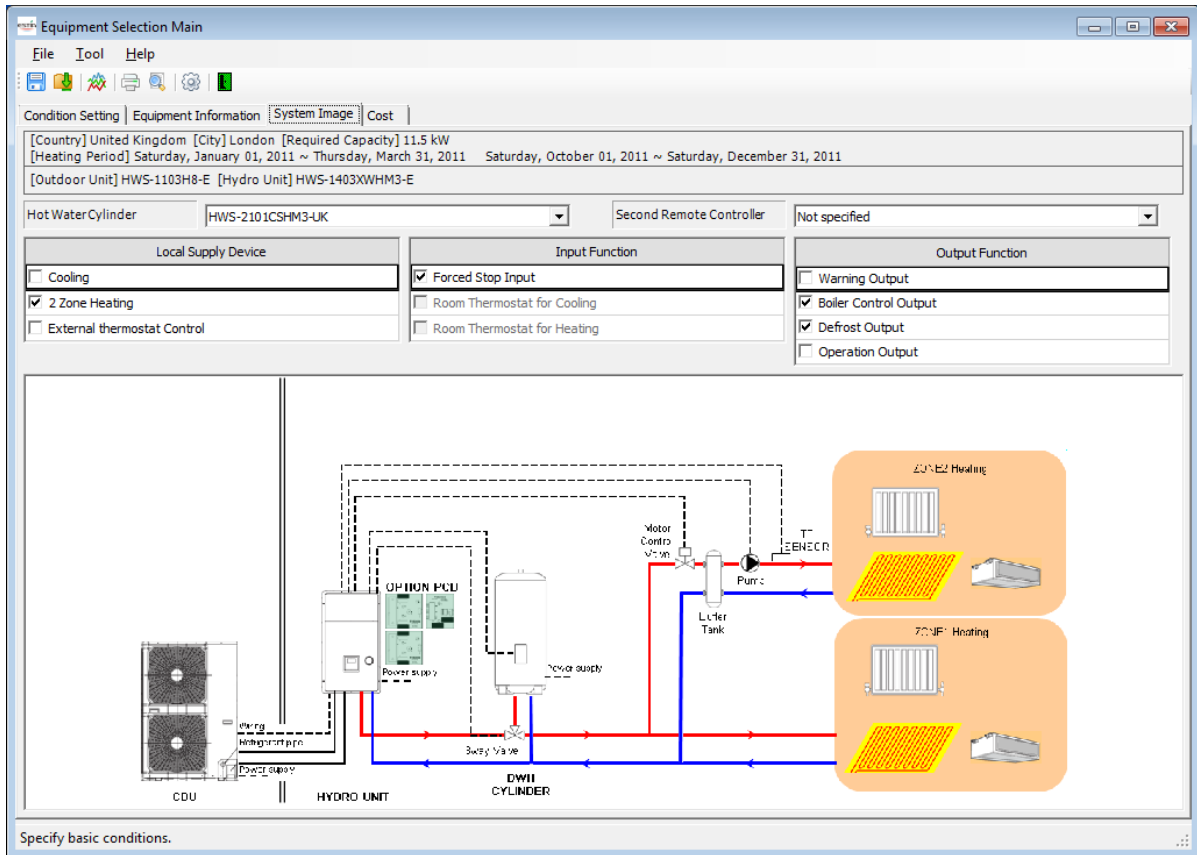 Equipment Selection Main
File Tool Help
Condition Setting Equipment Information System Image Cost
[Country] United Kingdom [City] London [Required Capacity] 11.5 kW
[Heating Period] Saturday, January 01, 2011 ~ Thursday, March 31, 2011 Saturday, October 01, 2011 ~ Saturday, December 31, 2011
[Outdoor Unit] HWS-1103H8-E [Hydro Unit] HWS-1403XWHM3-E
Hot Water Cylinder HWS-2101CSHM3-UK Second Remote Controller Not specified
Local Supply Device Input Function Output Function
Cooling Forced Stop Input Warning Output
2 Zone Heating Room Thermostat for Cooling Boiler Control Output
External thermostat Control Room Thermostat for Heating Defrost Output
Operation Output
ZONE2 Heating
Motor
Control
Valve
SENSOR
Pump
OPTION PCB
Tank
ZONE1 Heating
Power supply
Power supply
Wiring
Refrigerant pipe
3way Valve
Power supply
CDU
HYDRO UNIT
CYLINDER
Specify basic conditions.